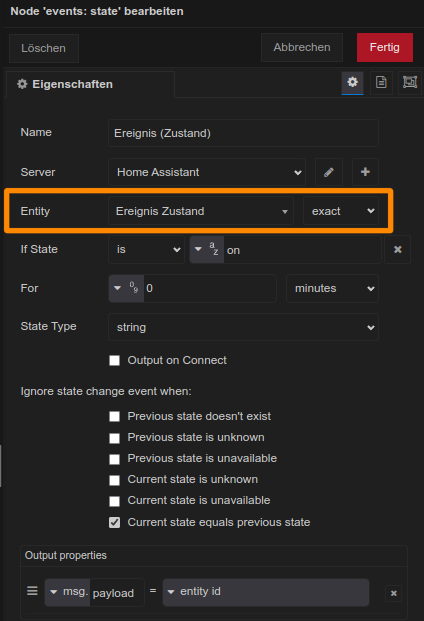 Node 'events: state' bearbeiten
Löschen Abbrechen Fertig
Eigenschaften
Name Ereignis (Zustand)
Server Home Assistant
Entity Ereignis Zustand exact
If State is a z on
For 0 9 0 minutes
State Type string
Output on Connect
Ignore state change event when:
Previous state doesn't exist
Previous state is unknown
Previous state is unavailable
Current state is unknown
Current state is unavailable
Current state equals previous state
Output properties
msg. payload = entity id